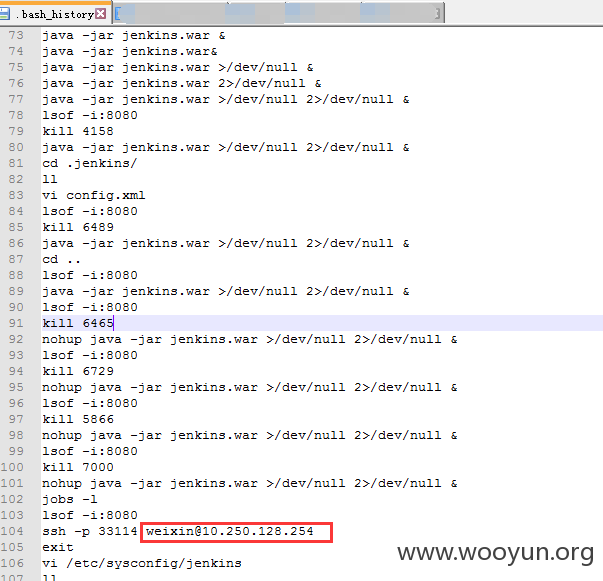 .bash_history
73 java -jar jenkins.war &
74 java -jar jenkins.war&
75 java -jar jenkins.war >/dev/null &
76 java -jar jenkins.war 2>/dev/null &
77 java -jar jenkins.war >/dev/null 2>/dev/null &
78 lsof -i:8080
79 kill 4158
80 java -jar jenkins.war >/dev/null 2>/dev/null &
81 cd .jenkins/
82 ll
83 vi config.xml
84 lsof -i:8080
85 kill 6489
86 java -jar jenkins.war >/dev/null 2>/dev/null &
87 cd ..
88 lsof -i:8080
89 java -jar jenkins.war >/dev/null 2>/dev/null &
90 lsof -i:8080
91 kill 6465
92 nohup java -jar jenkins.war >/dev/null 2>/dev/null &
93 lsof -i:8080
94 kill 6729
95 nohup java -jar jenkins.war >/dev/null 2>/dev/null &
96 lsof -i:8080
97 kill 5866
98 nohup java -jar jenkins.war >/dev/null 2>/dev/null &
99 lsof -i:8080
100 kill 7000
101 nohup java -jar jenkins.war >/dev/null 2>/dev/null &
102 jobs -l
103 lsof -i:8080
104 ssh -p 33114 weixin@10.250.128.254
105 exit
106 vi /etc/sysconfig/jenkins
107 ll
www.wooyun.org